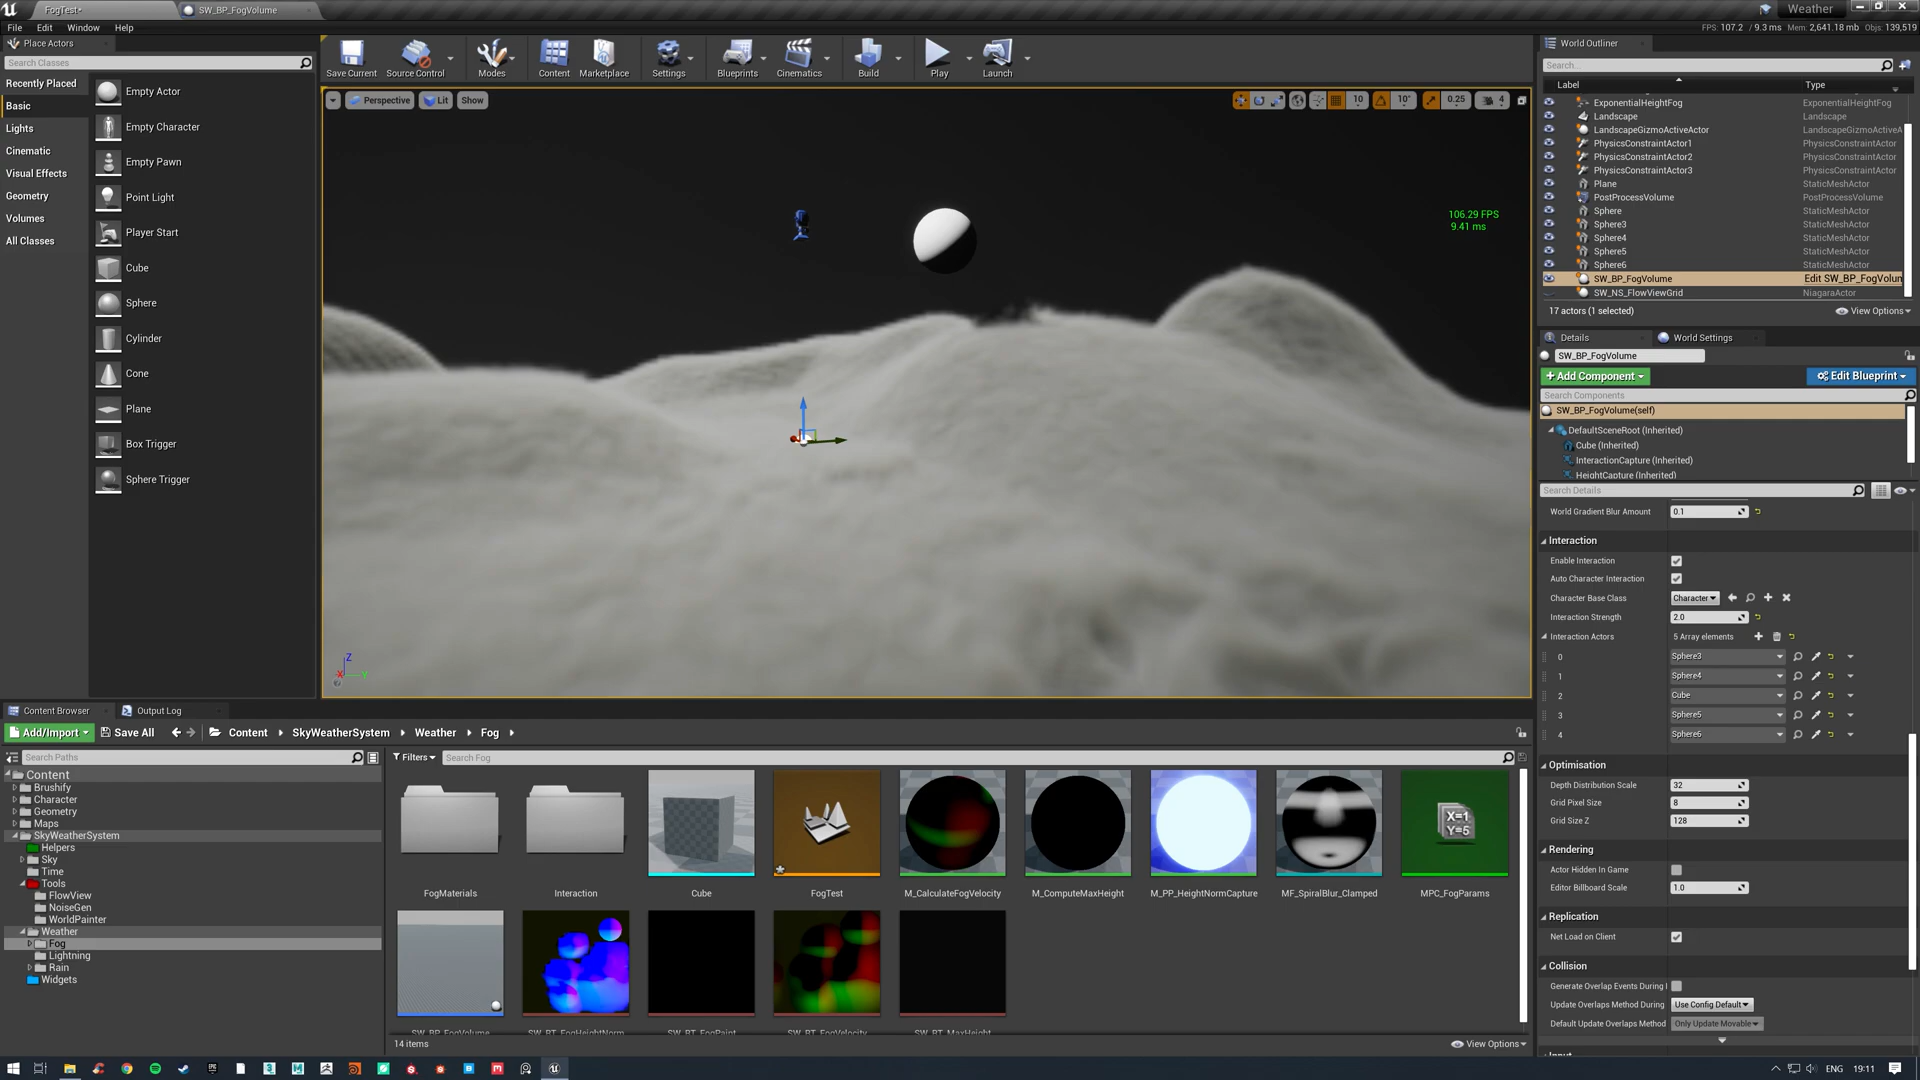 FogTest*
SW_BP_FogVolume
Weather
File Edit Window Help
FPS: 107.2 / 9.3 ms Mem: 2,641.18 mb Objs: 139,519
Place Actors
Search Classes
Recently Placed
Basic
Lights
Cinematic
Visual Effects
Geometry
Volumes
All Classes
Empty Actor
Empty Character
Empty Pawn
Point Light
Player Start
Cube
Sphere
Cylinder
Cone
Plane
Box Trigger
Sphere Trigger
Save Current
Source Control
Modes
Content
Marketplace
Settings
Blueprints
Cinematics
Build
Play
Launch
Perspective
Lit
Show
10
10°
0.25
4
106.29 FPS
9.41 ms
Z
X
Y
World Outliner
Search...
Label Type
ExponentialHeightFog ExponentialHeightFog
Landscape Landscape
LandscapeGizmoActiveActor LandscapeGizmoActiveA
PhysicsConstraintActor1 PhysicsConstraintActor
PhysicsConstraintActor2 PhysicsConstraintActor
PhysicsConstraintActor3 PhysicsConstraintActor
Plane StaticMeshActor
PostProcessVolume PostProcessVolume
Sphere StaticMeshActor
Sphere3 StaticMeshActor
Sphere4 StaticMeshActor
Sphere5 StaticMeshActor
Sphere6 StaticMeshActor
SW_BP_FogVolume Edit SW_BP_FogVolun
SW_NS_FlowViewGrid NiagaraActor
17 actors (1 selected)
View Options
Details
World Settings
SW_BP_FogVolume
Add Component
Edit Blueprint
Search Components
SW_BP_FogVolume(self)
DefaultSceneRoot (Inherited)
Cube (Inherited)
InteractionCapture (Inherited)
HeightCapture (Inherited)
Search Details
World Gradient Blur Amount 0.1
Interaction
Enable Interaction
Auto Character Interaction
Character Base Class Character
Interaction Strength 2.0
Interaction Actors 5 Array elements
0 Sphere3
1 Sphere4
2 Cube
3 Sphere5
4 Sphere6
Optimisation
Depth Distribution Scale 32
Grid Pixel Size 8
Grid Size Z 128
Rendering
Actor Hidden In Game
Editor Billboard Scale 1.0
Replication
Net Load on Client
Collision
Generate Overlap Events During
Update Overlaps Method During Use Config Default
Default Update Overlaps Method Only Update Movable
Input
Content Browser
Output Log
Add/Import
Save All
Content
SkyWeatherSystem
Weather
Fog
Search Paths
Filters
Search Fog
Content
Brushify
Character
Geometry
Maps
SkyWeatherSystem
Helpers
Sky
Time
Tools
FlowView
NoiseGen
WorldPainter
Weather
Fog
Lightning
Rain
Widgets
X=1
Y=5
FogMaterials
Interaction
Cube
FogTest
M_CalculateFogVelocity
M_ComputeMaxHeight
M_PP_HeightNormCapture
MF_SpiralBlur_Clamped
MPC_FogParams
SW_BP_FogVolume
SW_BT_FogHeightNorm
SW_BT_FogPaint
SW_BT_FogVelocity
SW_BT_MaxHeight
14 items
View Options
ENG
19:11